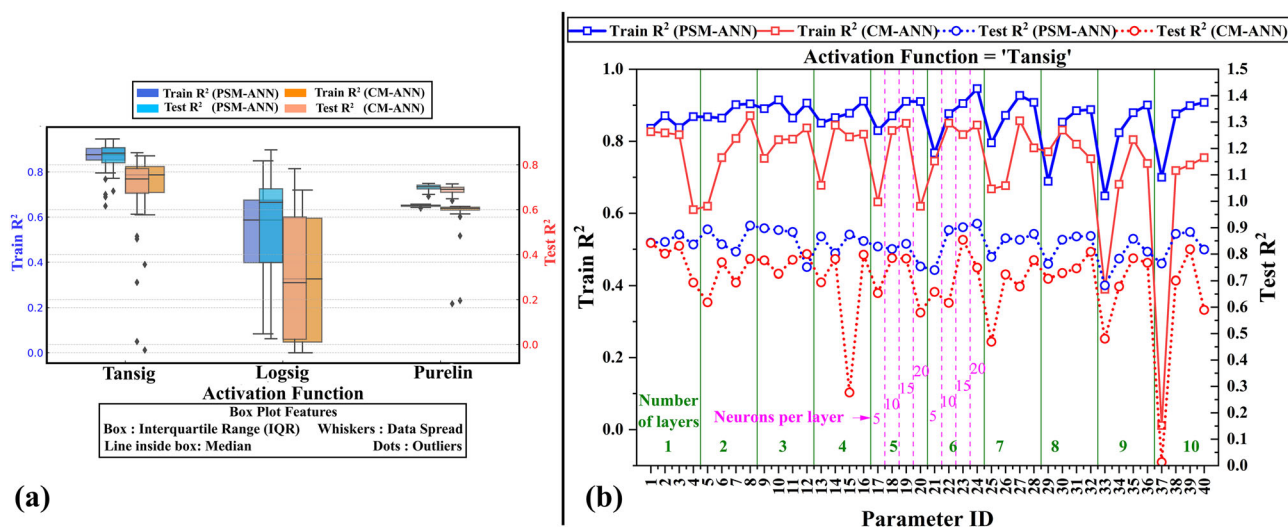 Train R² (PSM-ANN) Train R² (CM-ANN)
Test R² (PSM-ANN) Test R² (CM-ANN)
Train R²
0.8
0.6
0.4
0.2
0.0
Test R²
0.8
0.6
0.4
0.2
0.0
Tansig Logsig Purelin
Activation Function
Box Plot Features
Box : Interquartile Range (IQR) Whiskers : Data Spread
Line inside box: Median Dots : Outliers
(a)
Train R² (PSM-ANN) Train R² (CM-ANN) Test R² (PSM-ANN) Test R² (CM-ANN)
Activation Function = 'Tansig'
Train R²
1.0
0.8
0.6
0.4
0.2
0.0
Test R²
1.5
1.4
1.3
1.2
1.1
1.0
0.9
0.8
0.7
0.6
0.5
0.4
0.3
0.2
0.1
0.0
Number
of layers
Neurons per layer
5 10 15 20 5 10 15 20
1 2 3 4 5 6 7 8 9 10
1 2 3 4 5 6 7 8 9 10 11 12 13 14 15 16 17 18 19 20 21 22 23 24 25 26 27 28 29 30 31 32 33 34 35 36 37 38 39 40
Parameter ID
(b)